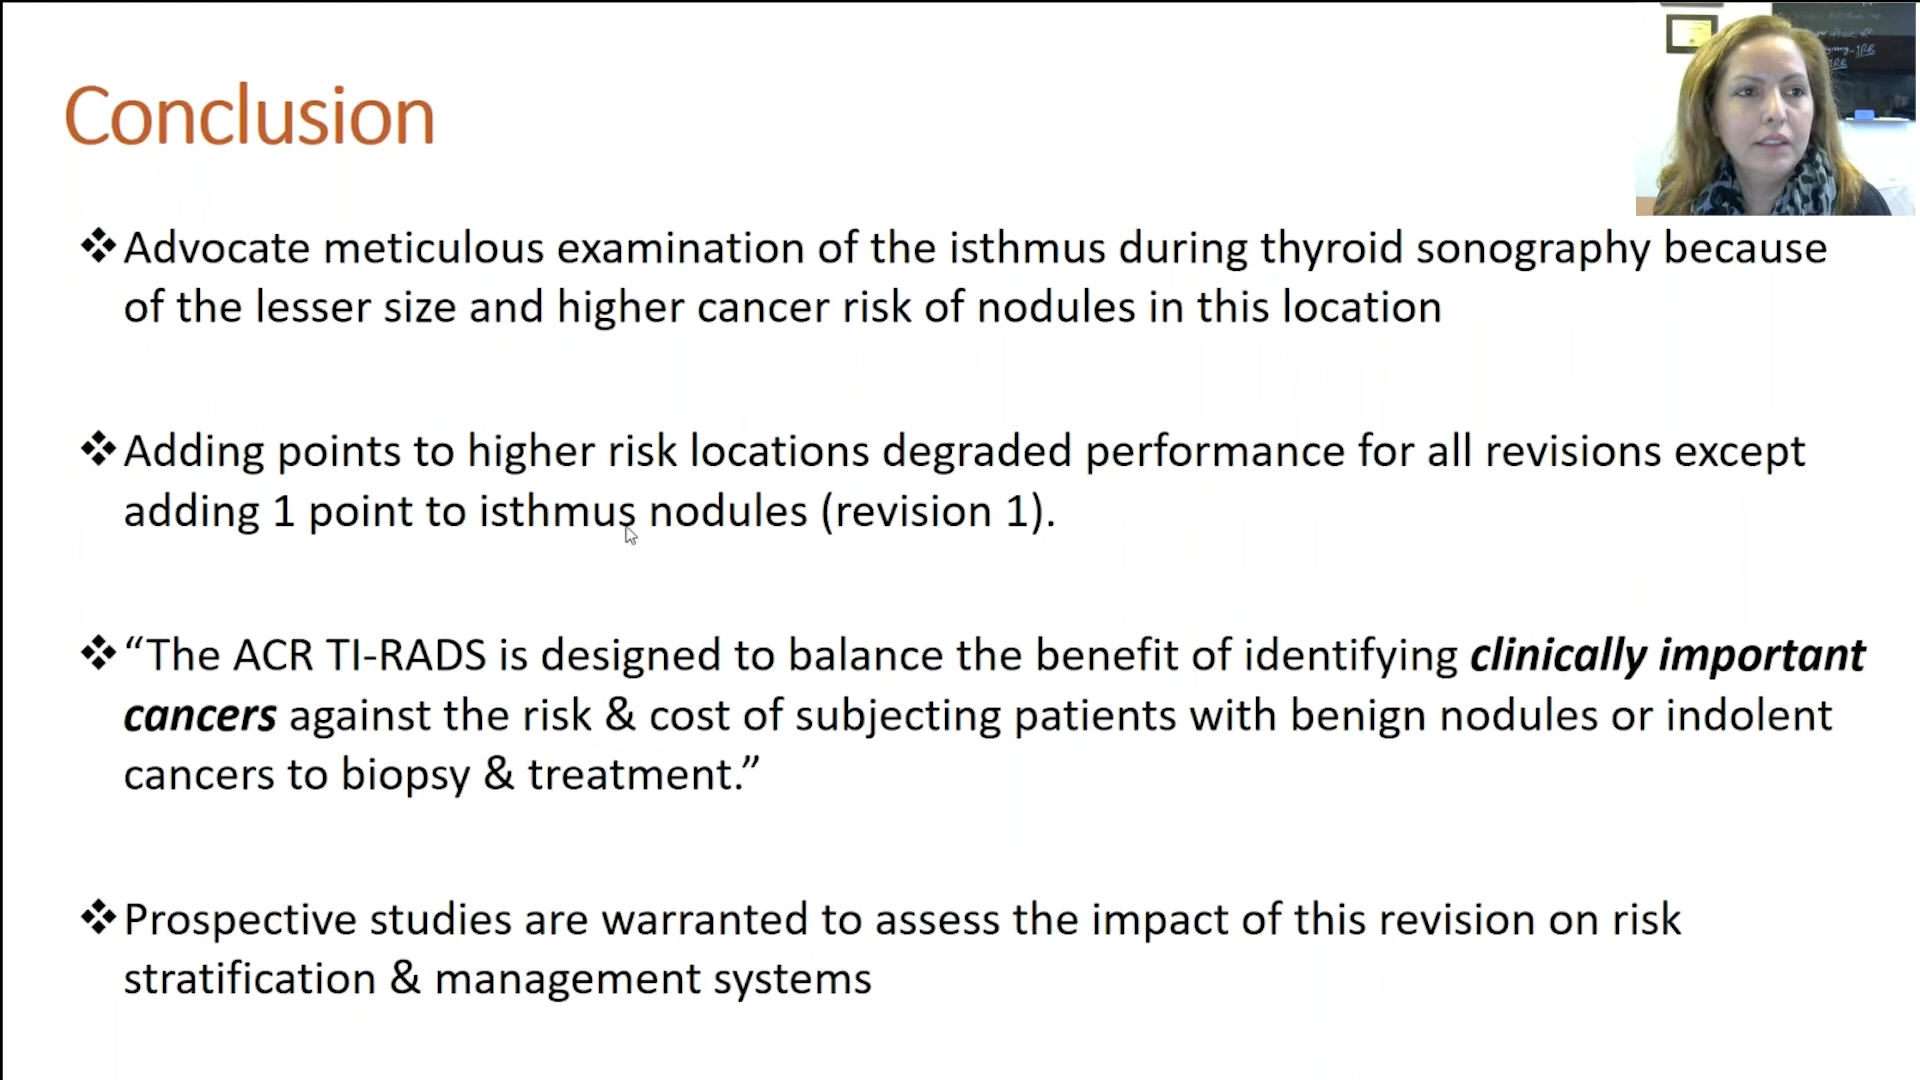 Conclusion
❖Advocate meticulous examination of the isthmus during thyroid sonography because
of the lesser size and higher cancer risk of nodules in this location
❖Adding points to higher risk locations degraded performance for all revisions except
adding 1 point to isthmus nodules (revision 1).
❖“The ACR TI-RADS is designed to balance the benefit of identifying clinically important
cancers against the risk & cost of subjecting patients with benign nodules or indolent
cancers to biopsy & treatment.”
❖Prospective studies are warranted to assess the impact of this revision on risk
stratification & management systems
IRB
IRB